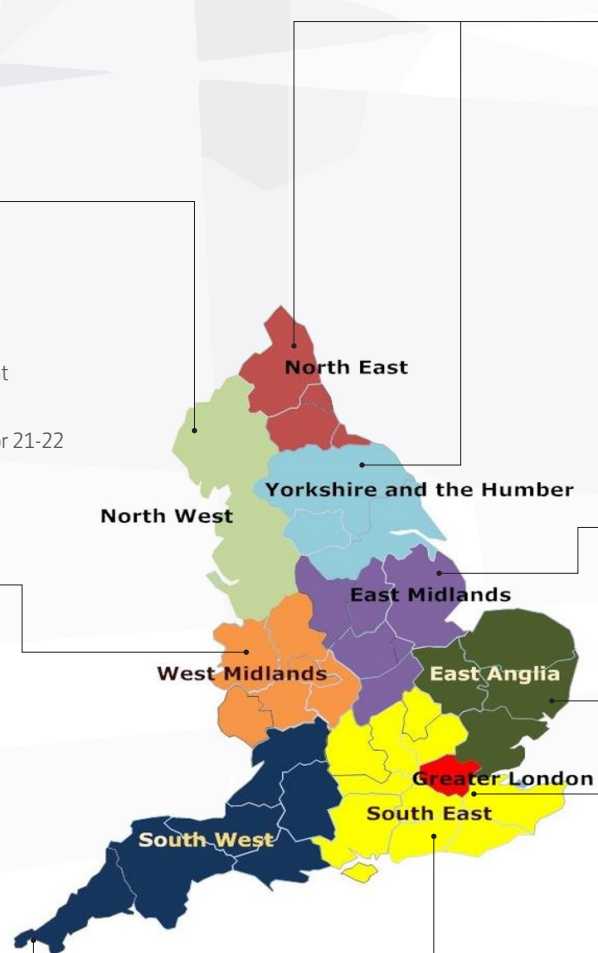 North East
t
r 21-22
Yorkshire and the Humber
North West
East Midlands
West Midlands
East Anglia
Greater London
South East
South West